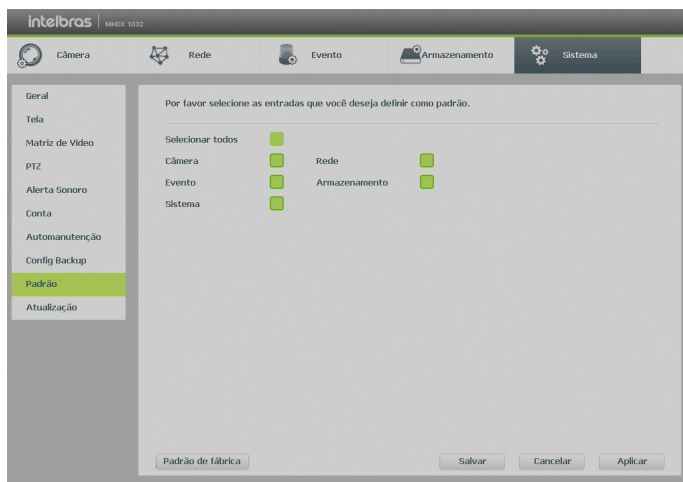 intelbras MHDX 1032
Câmera Rede Evento Armazenamento Sistema
Geral
Tela
Matriz de Vídeo
PTZ
Alerta Sonoro
Conta
Automanutenção
Config Backup
Padrão
Atualização
Por favor selecione as entradas que você deseja definir como padrão.
Selecionar todos
Câmera Rede
Evento Armazenamento
Sistema
Padrão de fábrica Salvar Cancelar Aplicar